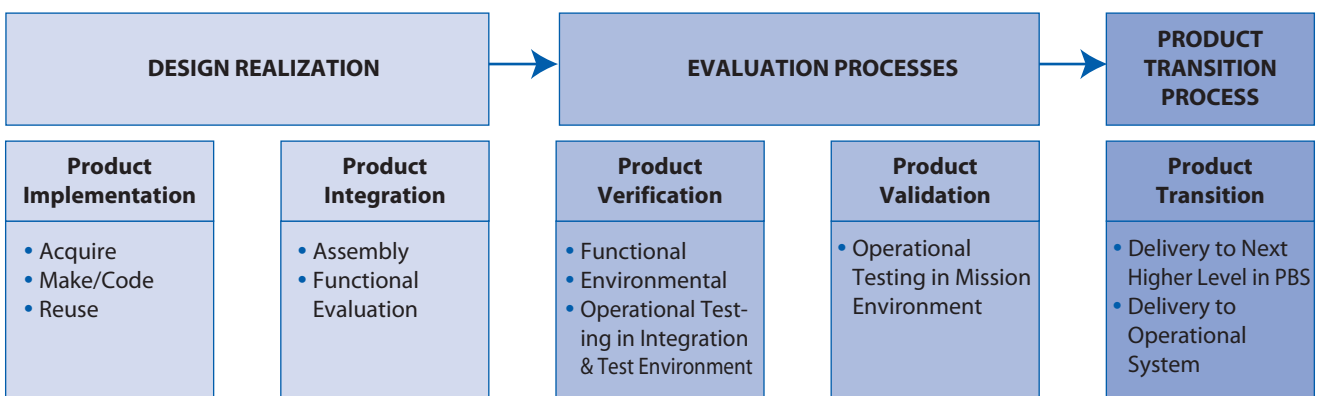 DESIGN REALIZATION
EVALUATION PROCESSES
PRODUCT
TRANSITION
PROCESS
Product
Implementation
• Acquire
• Make/Code
• Reuse
Product
Integration
• Assembly
• Functional
Evaluation
Product
Verification
• Functional
• Environmental
• Operational Test-
ing in Integration
& Test Environment
Product
Validation
• Operational
Testing in Mission
Environment
Product
Transition
• Delivery to Next
Higher Level in PBS
• Delivery to
Operational
System